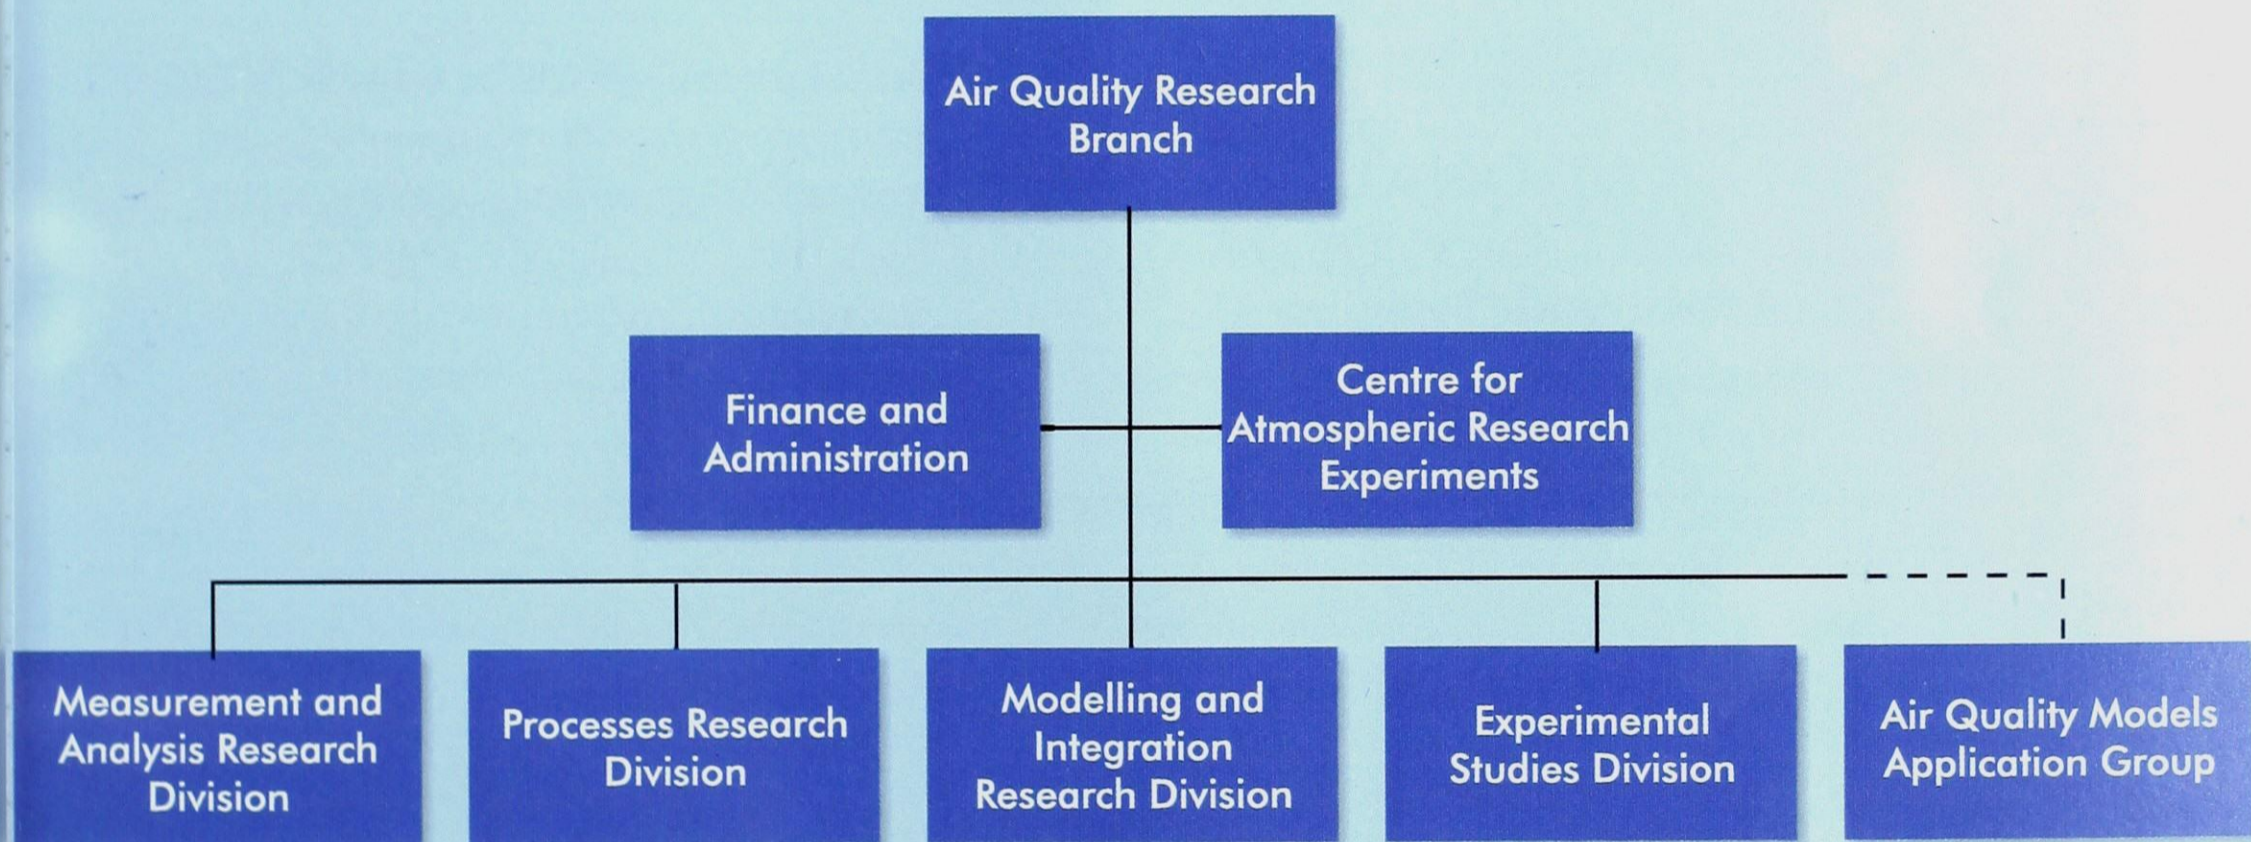 Air Quality Research
Branch
Finance and
Administration
Centre for
Atmospheric Research
Experiments
Measurement and
Analysis Research
Division
Processes Research
Division
Modelling and
Integration
Research Division
Experimental
Studies Division
Air Quality Models
Application Group